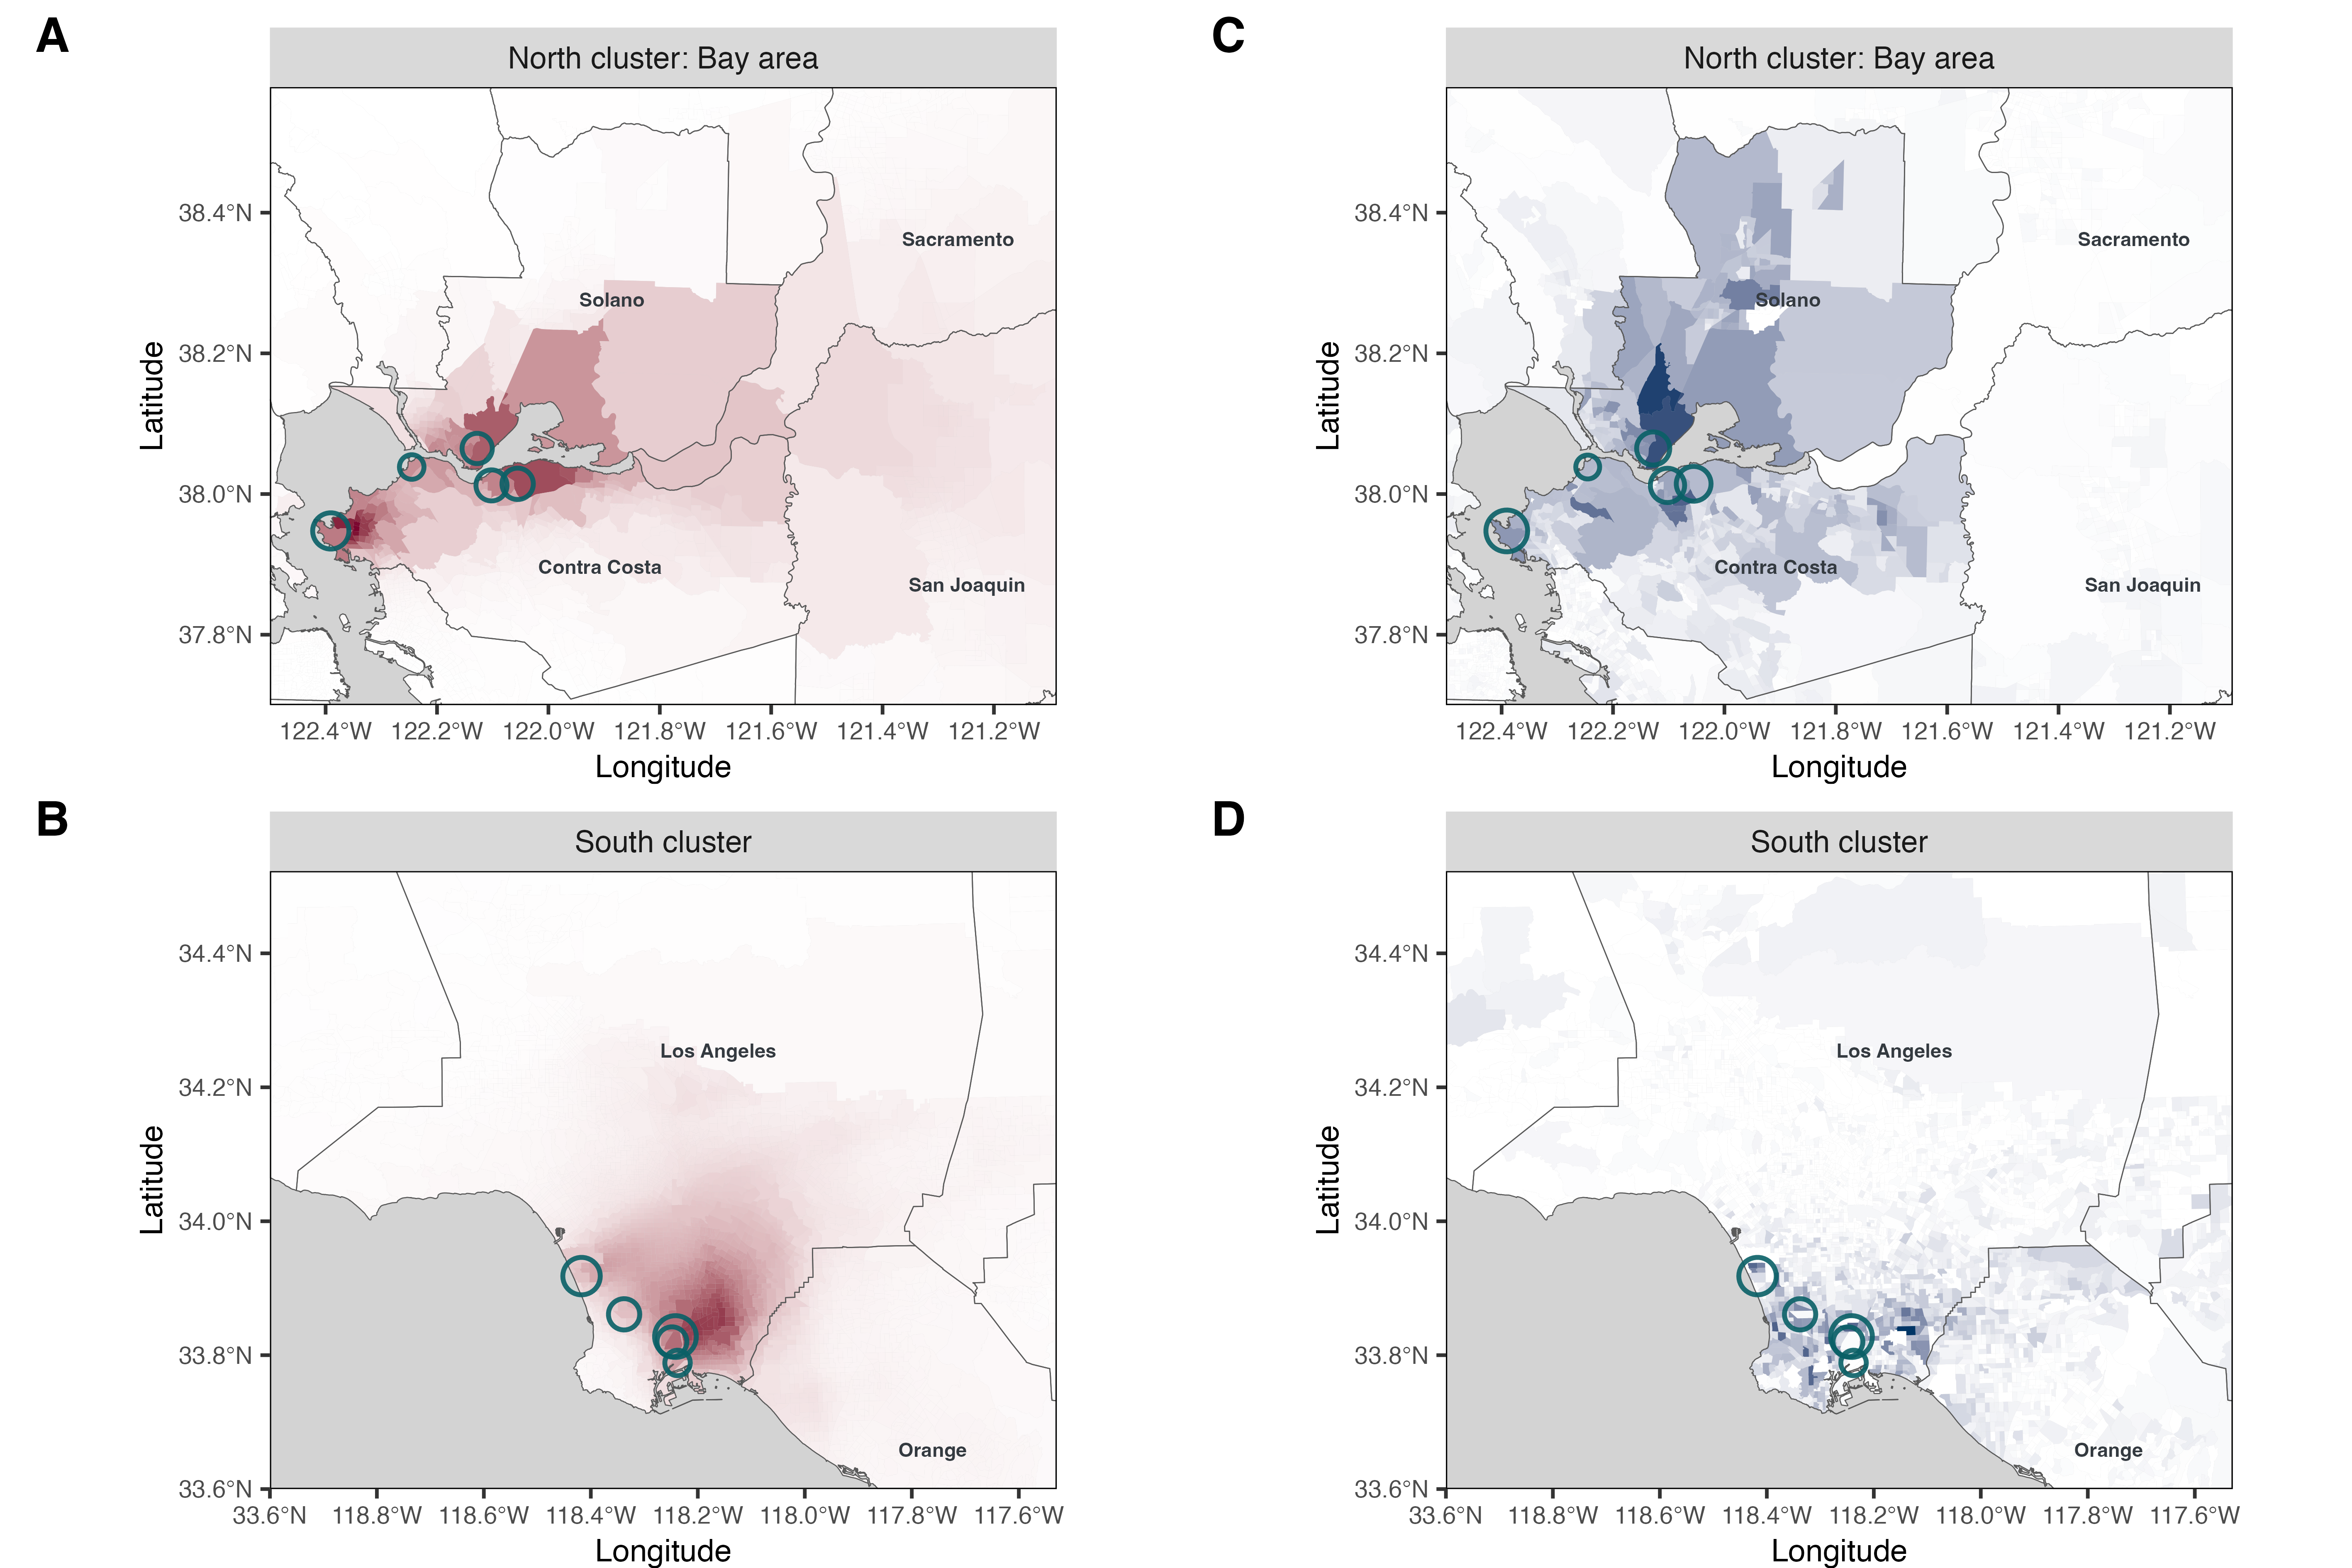 A
North cluster: Bay area
38.4°N
38.2°N
38.0°N
37.8°N
Latitude
Sacramento
Solano
Contra Costa
San Joaquin
122.4°W 122.2°W 122.0°W 121.8°W 121.6°W 121.4°W 121.2°W
Longitude
C
North cluster: Bay area
38.4°N
38.2°N
38.0°N
37.8°N
Latitude
Sacramento
Solano
Contra Costa
San Joaquin
122.4°W 122.2°W 122.0°W 121.8°W 121.6°W 121.4°W 121.2°W
Longitude
B
South cluster
34.4°N
34.2°N
34.0°N
33.8°N
33.6°N
Latitude
Los Angeles
Orange
33.6°N 118.8°W 118.6°W 118.4°W 118.2°W 118.0°W 117.8°W 117.6°W
Longitude
D
South cluster
34.4°N
34.2°N
34.0°N
33.8°N
33.6°N
Latitude
Los Angeles
Orange
33.6°N 118.8°W 118.6°W 118.4°W 118.2°W 118.0°W 117.8°W 117.6°W
Longitude